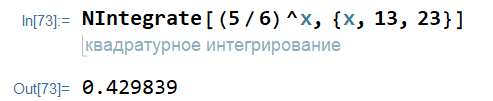 In[73]:= NIntegrate[(5 / 6) ^ x, {x, 13, 23}]
квадратурное интегрирование
Out[73]= 0.429839